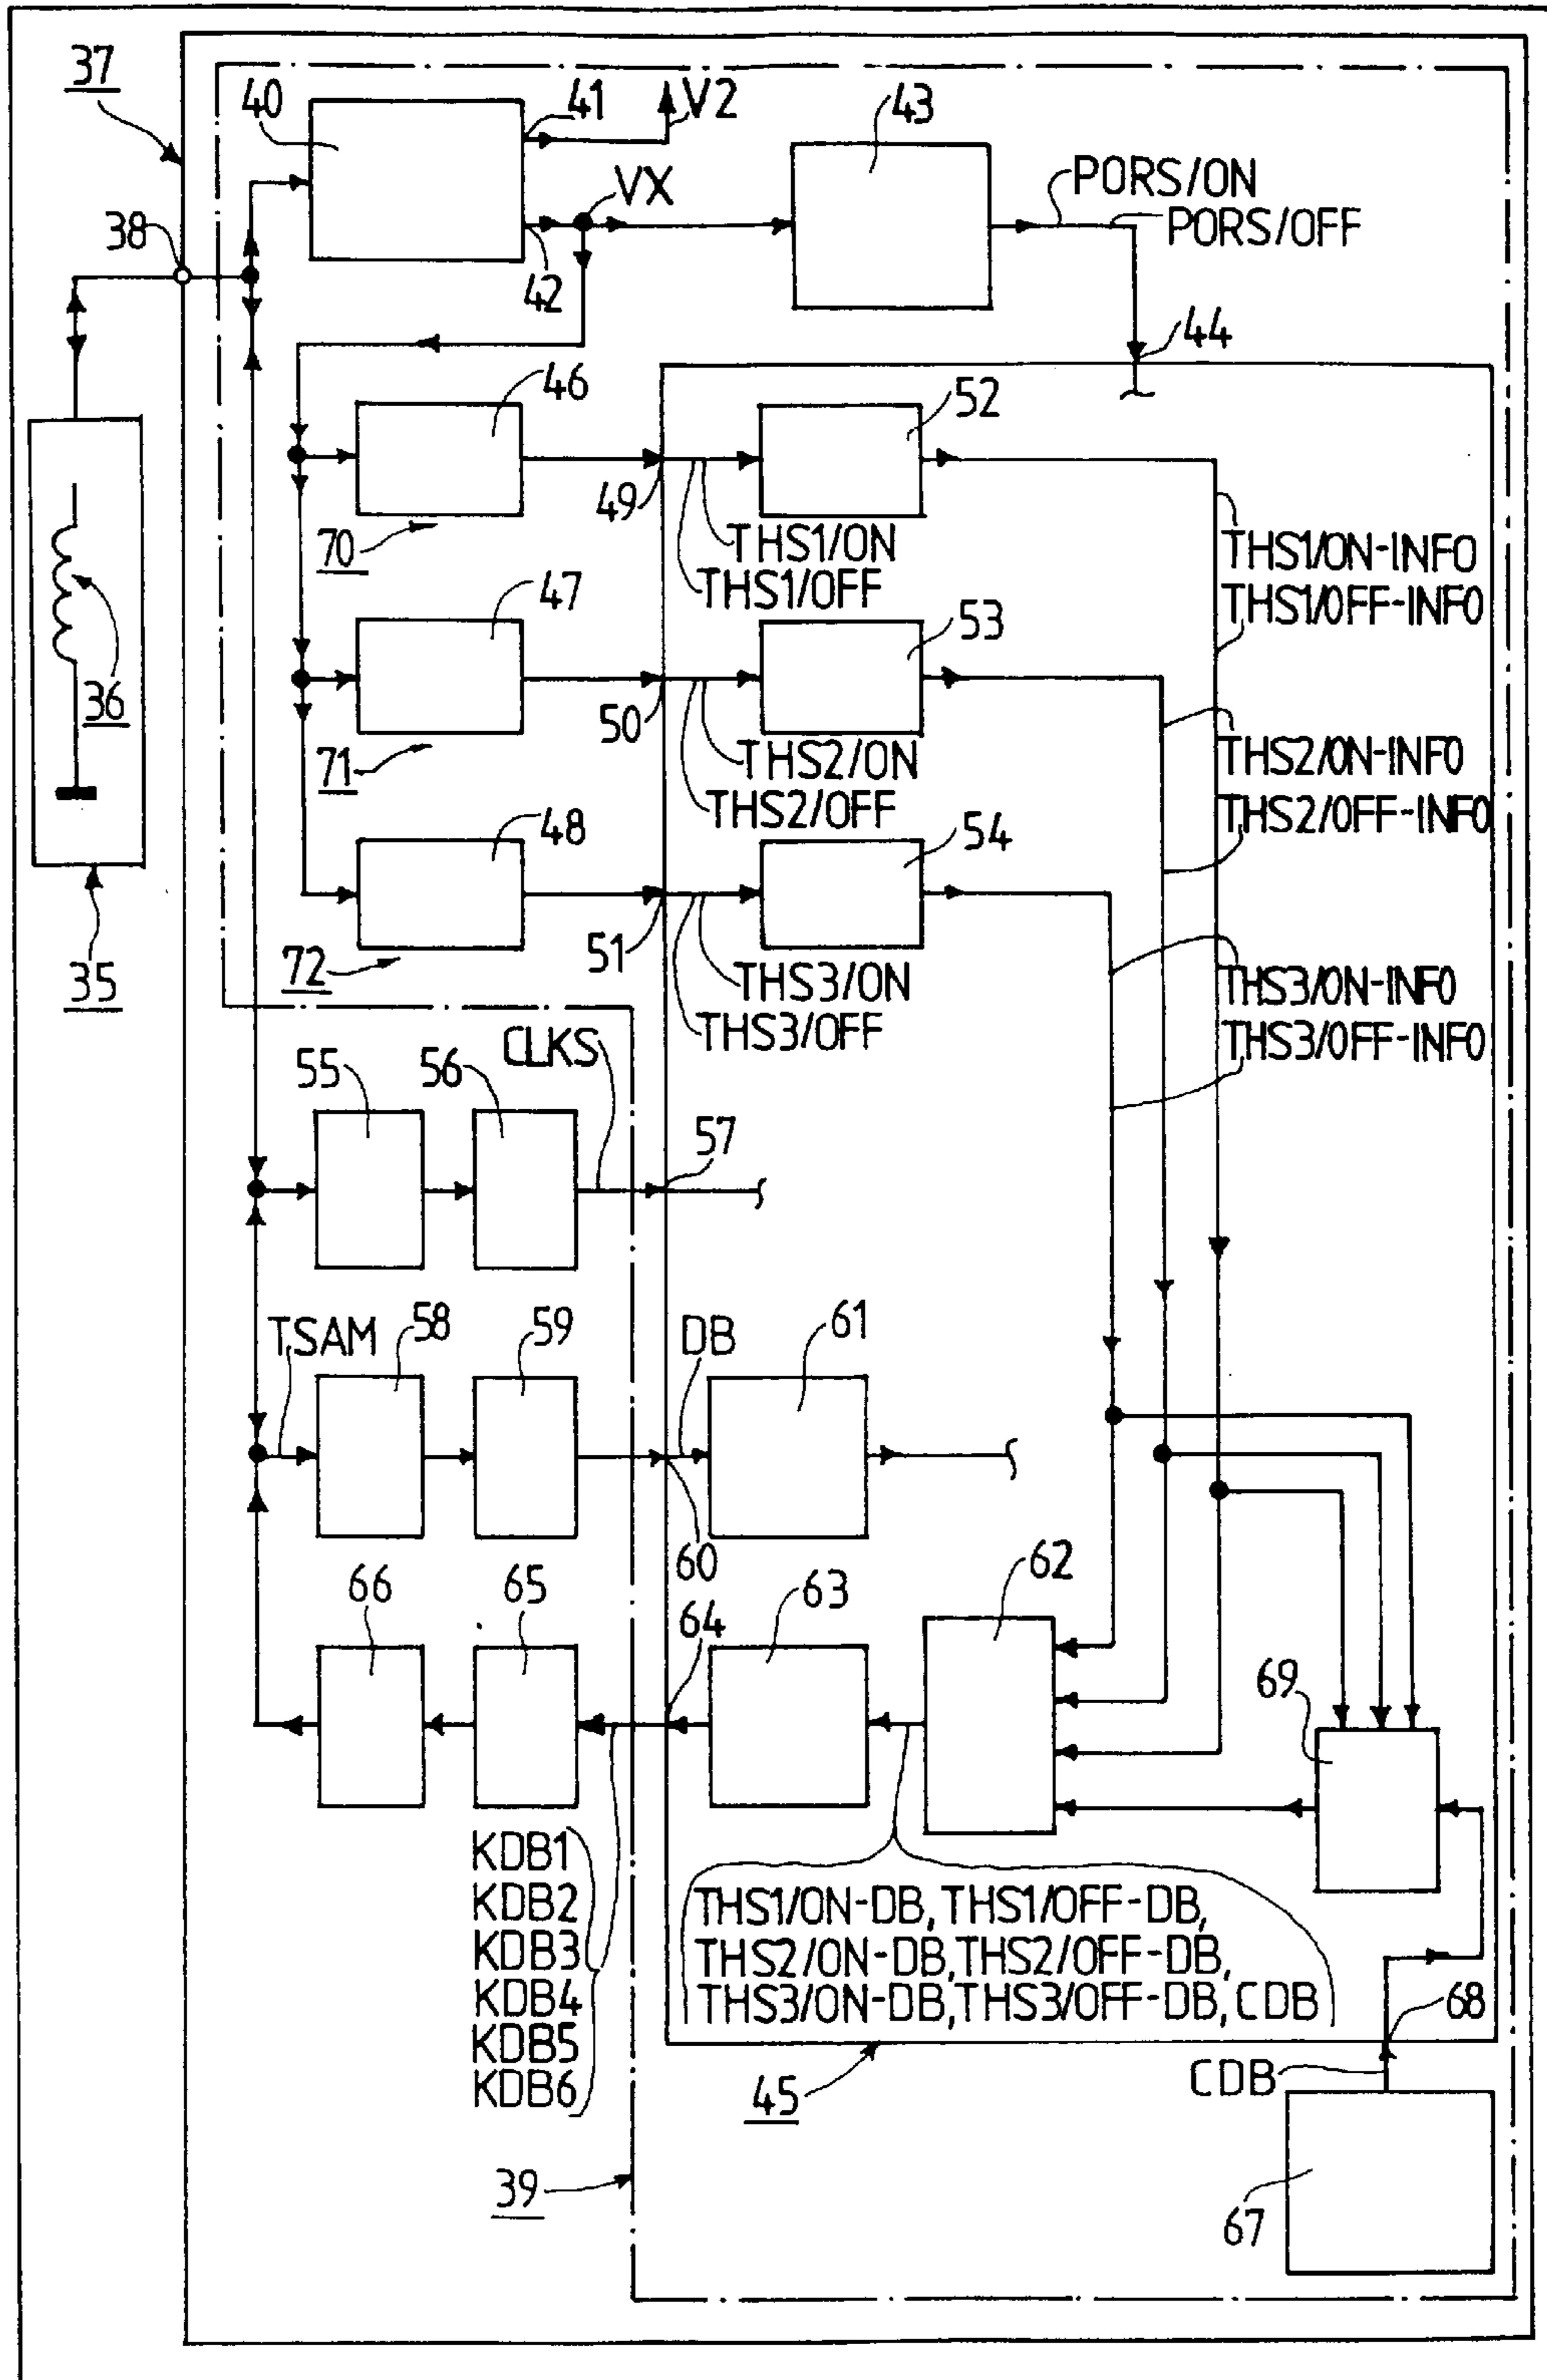 37
40
41
V2
43
VX
PORS/ON
PORS/OFF
38
42
44
46
52
49
70
THS1/ON
THS1/OFF
THS1/ON-INFO
THS1/OFF-INFO
47
53
36
50
71
THS2/ON
THS2/OFF
THS2/ON-INFO
THS2/OFF-INFO
48
54
35
51
72
THS3/ON
THS3/OFF
THS3/ON-INFO
THS3/OFF-INFO
CLKS
55
56
57
TSAM
58
59
DB
61
60
62
66
65
64
63
69
KDB1
KDB2
KDB3
KDB4
KDB5
KDB6
THS1/ON-DB, THS1/OFF-DB,
THS2/ON-DB, THS2/OFF-DB,
THS3/ON-DB, THS3/OFF-DB, CDB
68
CDB
45
39
67